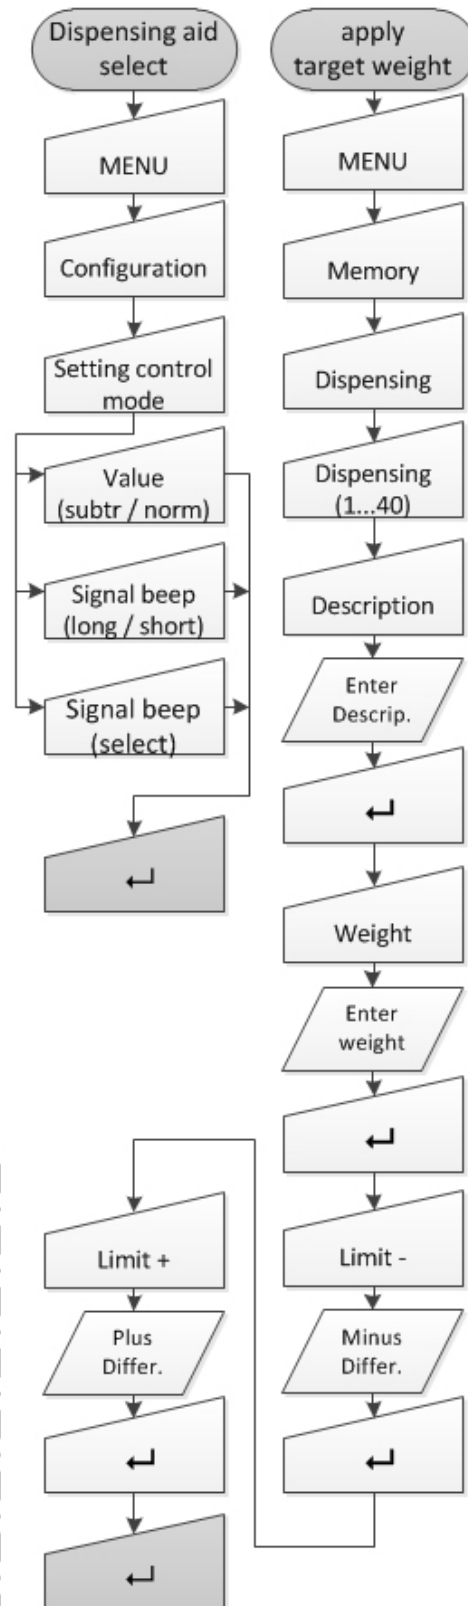 Dispensing aid
select
MENU
Configuration
Setting control
mode
Value
(subtr / norm)
Signal beep
(long / short)
Signal beep
(select)
↵
apply
target weight
MENU
Memory
Dispensing
Dispensing
(1...40)
Description
Enter
Descrip.
↵
Weight
Enter
weight
↵
Limit -
Minus
Differ.
↵
Limit +
Plus
Differ.
↵
↵